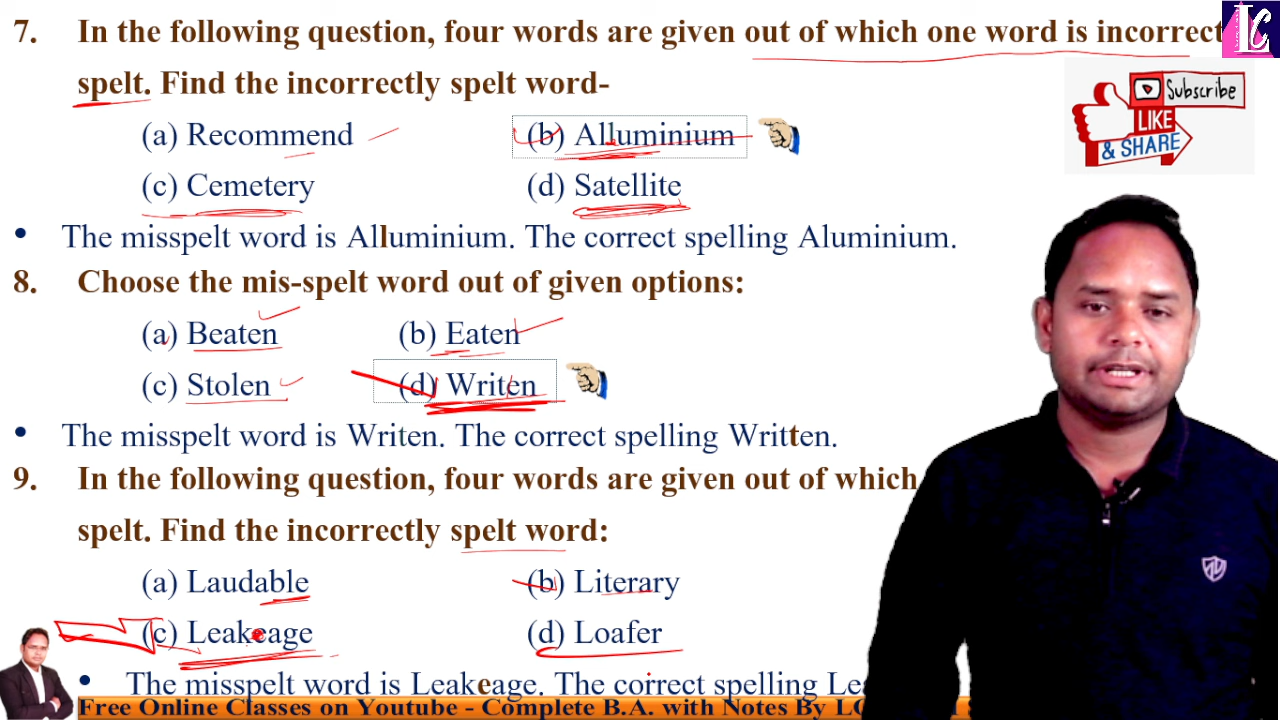 7. In the following question, four words are given out of which one word is incorrect
spelt. Find the incorrectly spelt word-
(a) Recommend (b) Alluminium
(c) Cemetery (d) Satellite
• The misspelt word is Alluminium. The correct spelling Aluminium.
8. Choose the mis-spelt word out of given options:
(a) Beaten (b) Eaten
(c) Stolen (d) Writen
• The misspelt word is Writen. The correct spelling Written.
9. In the following question, four words are given out of which
spelt. Find the incorrectly spelt word:
(a) Laudable (b) Literary
(c) Leakeage (d) Loafer
• The misspelt word is Leakeage. The correct spelling
Free Online Classes on Youtube - Complete B.A. with Notes By
LC
Subscribe
LIKE
& SHARE